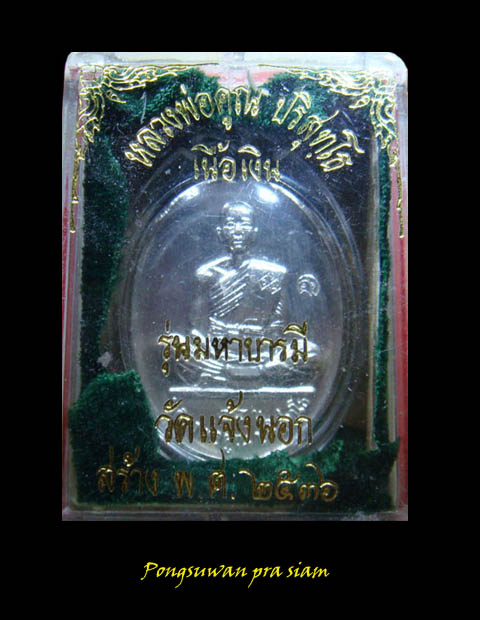 หลวงพ่อคูณ ปริสุทโธ
เนื้อเงิน
รุ่นมหาบารมี
วัดแจ้งนอก
สร้าง พ.ศ. ๒๕๓๖
Pongsuwan pra siam